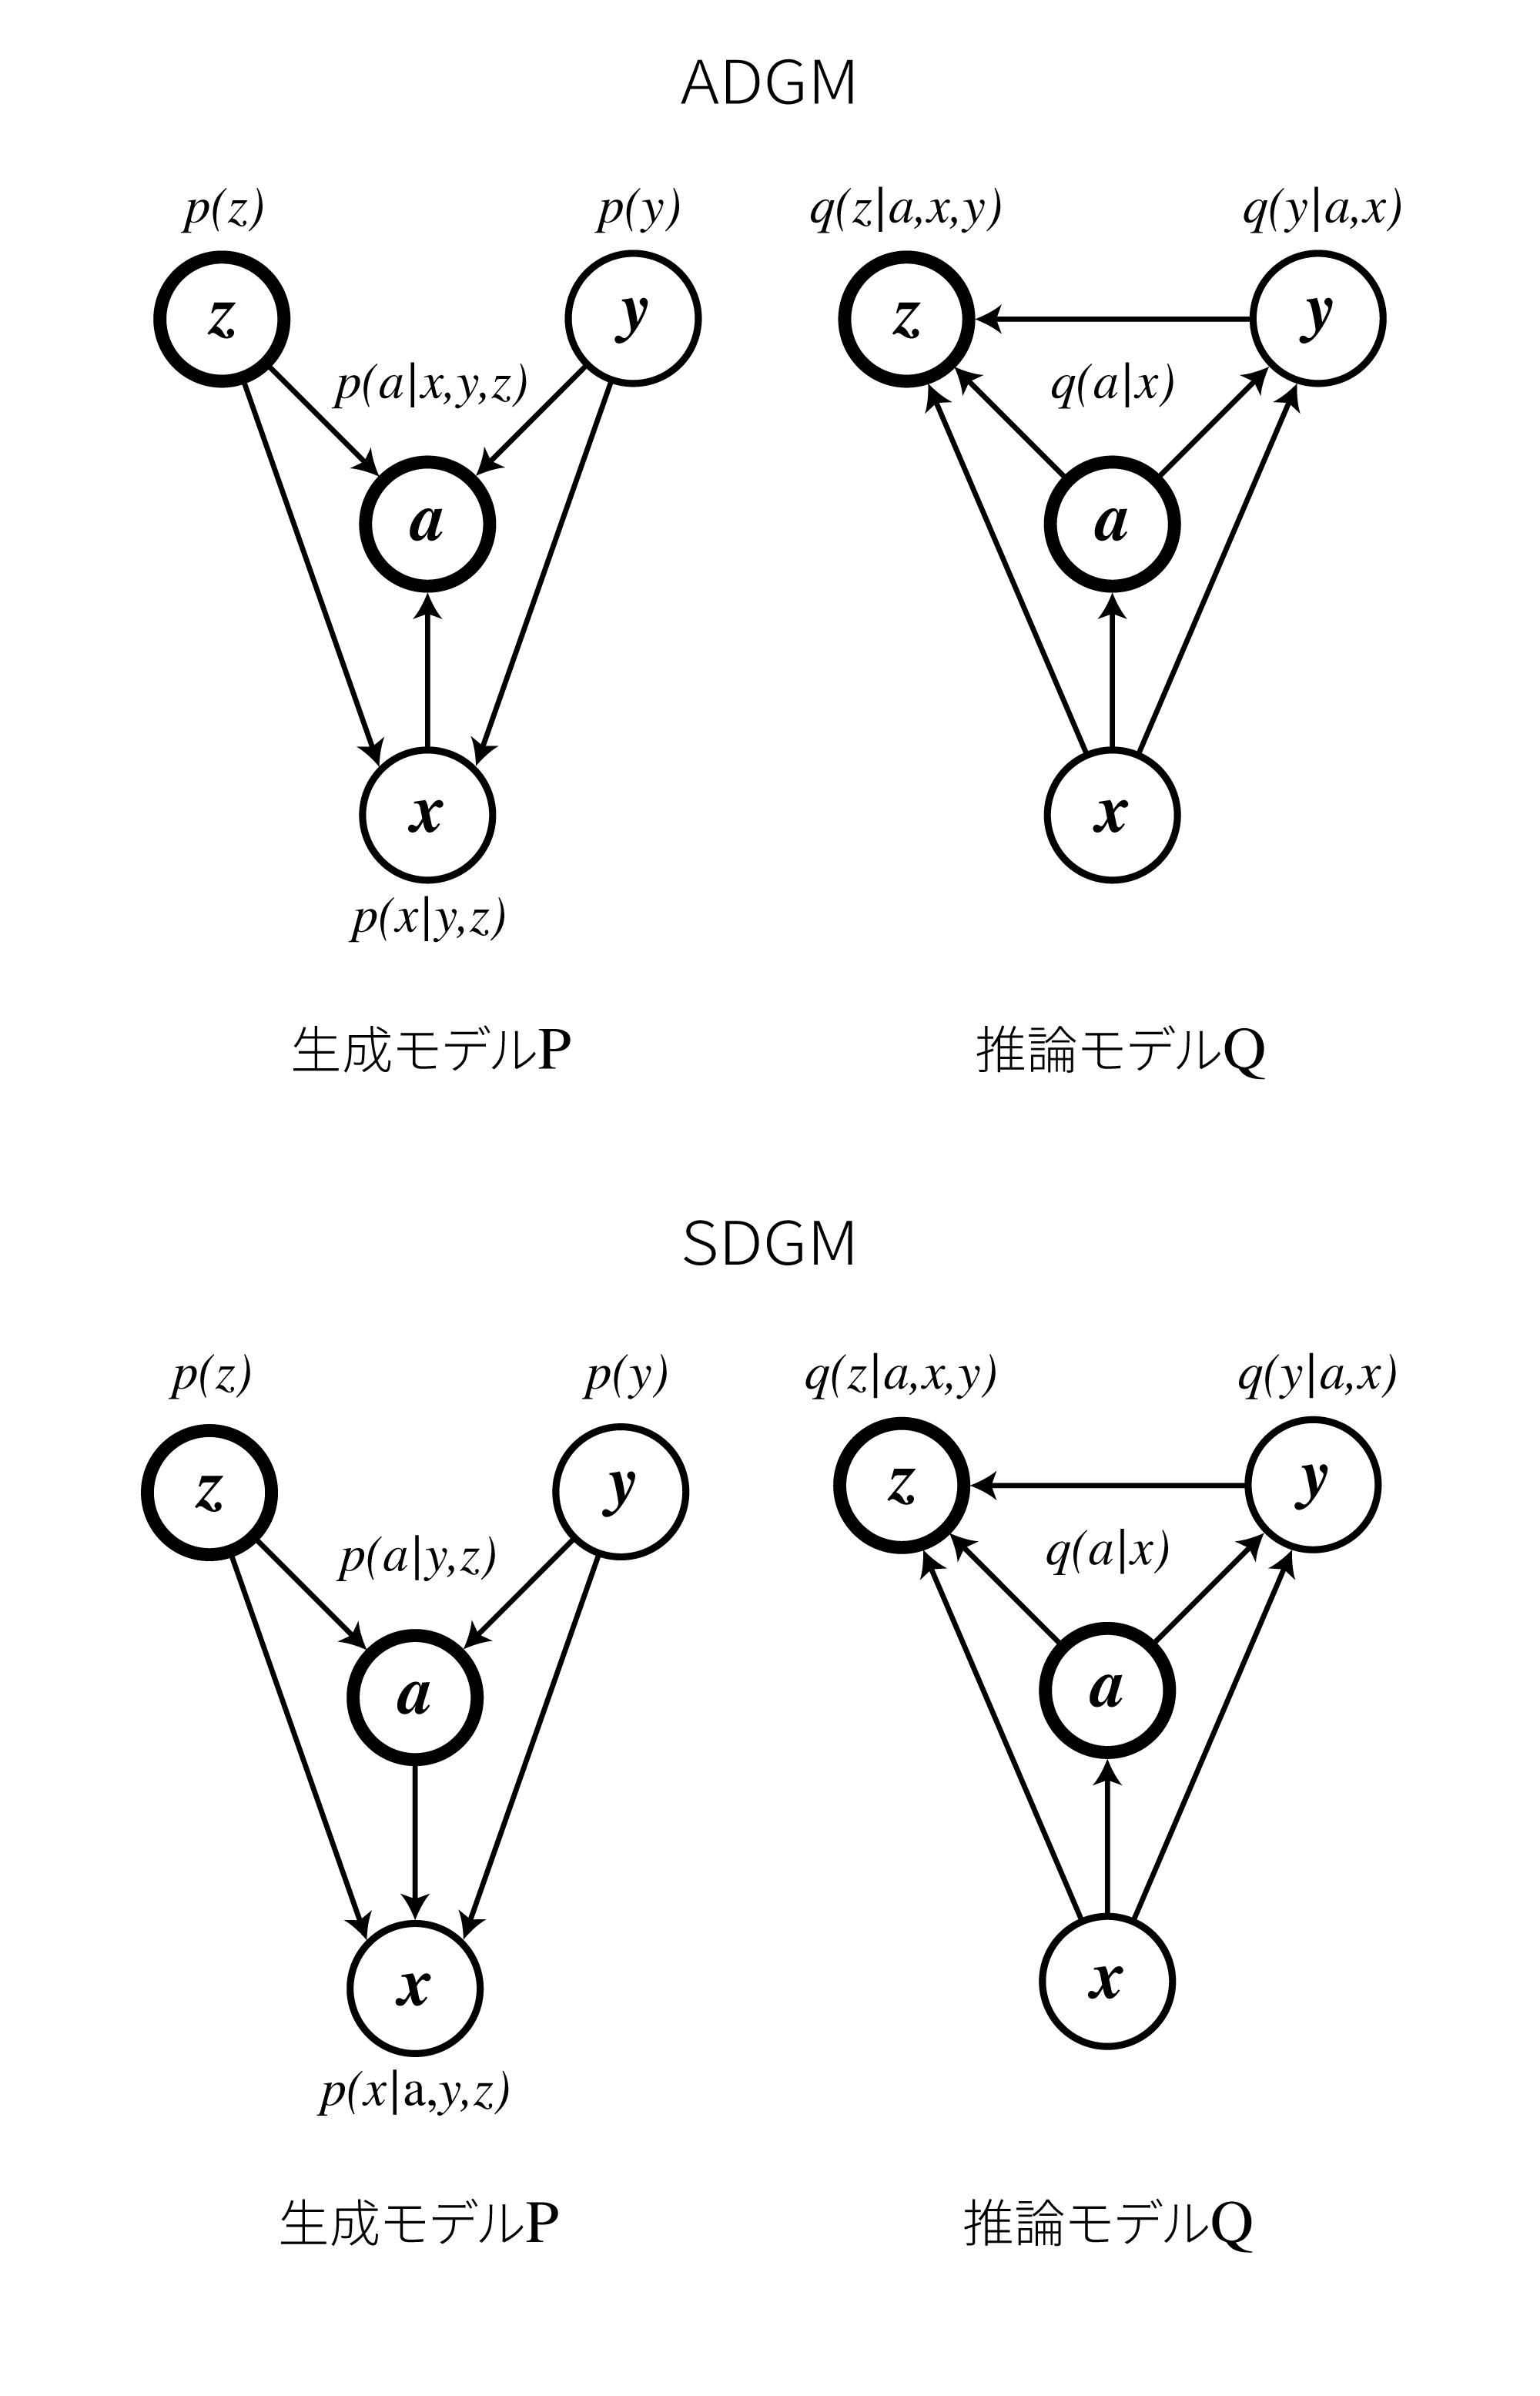 ADGM
p(z)
p(y)
q(z|a,x,y)
q(y|a,x)
z
y
z
y
p(a|x,y,z)
q(a|x)
a
a
x
x
p(x|y,z)
生成モデルP
推論モデルQ
SDGM
p(z)
p(y)
q(z|a,x,y)
q(y|a,x)
z
y
z
y
p(a|y,z)
q(a|x)
a
a
x
x
p(x|a,y,z)
生成モデルP
推論モデルQ